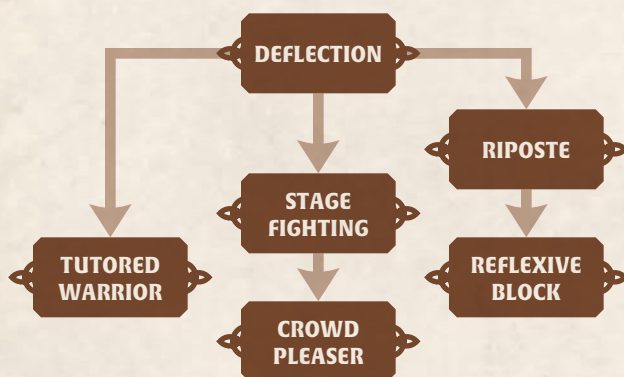 DEFLECTION
RIPOSTE
STAGE
FIGHTING
TUTORED
WARRIOR
REFLEXIVE
BLOCK
CROWD
PLEASER